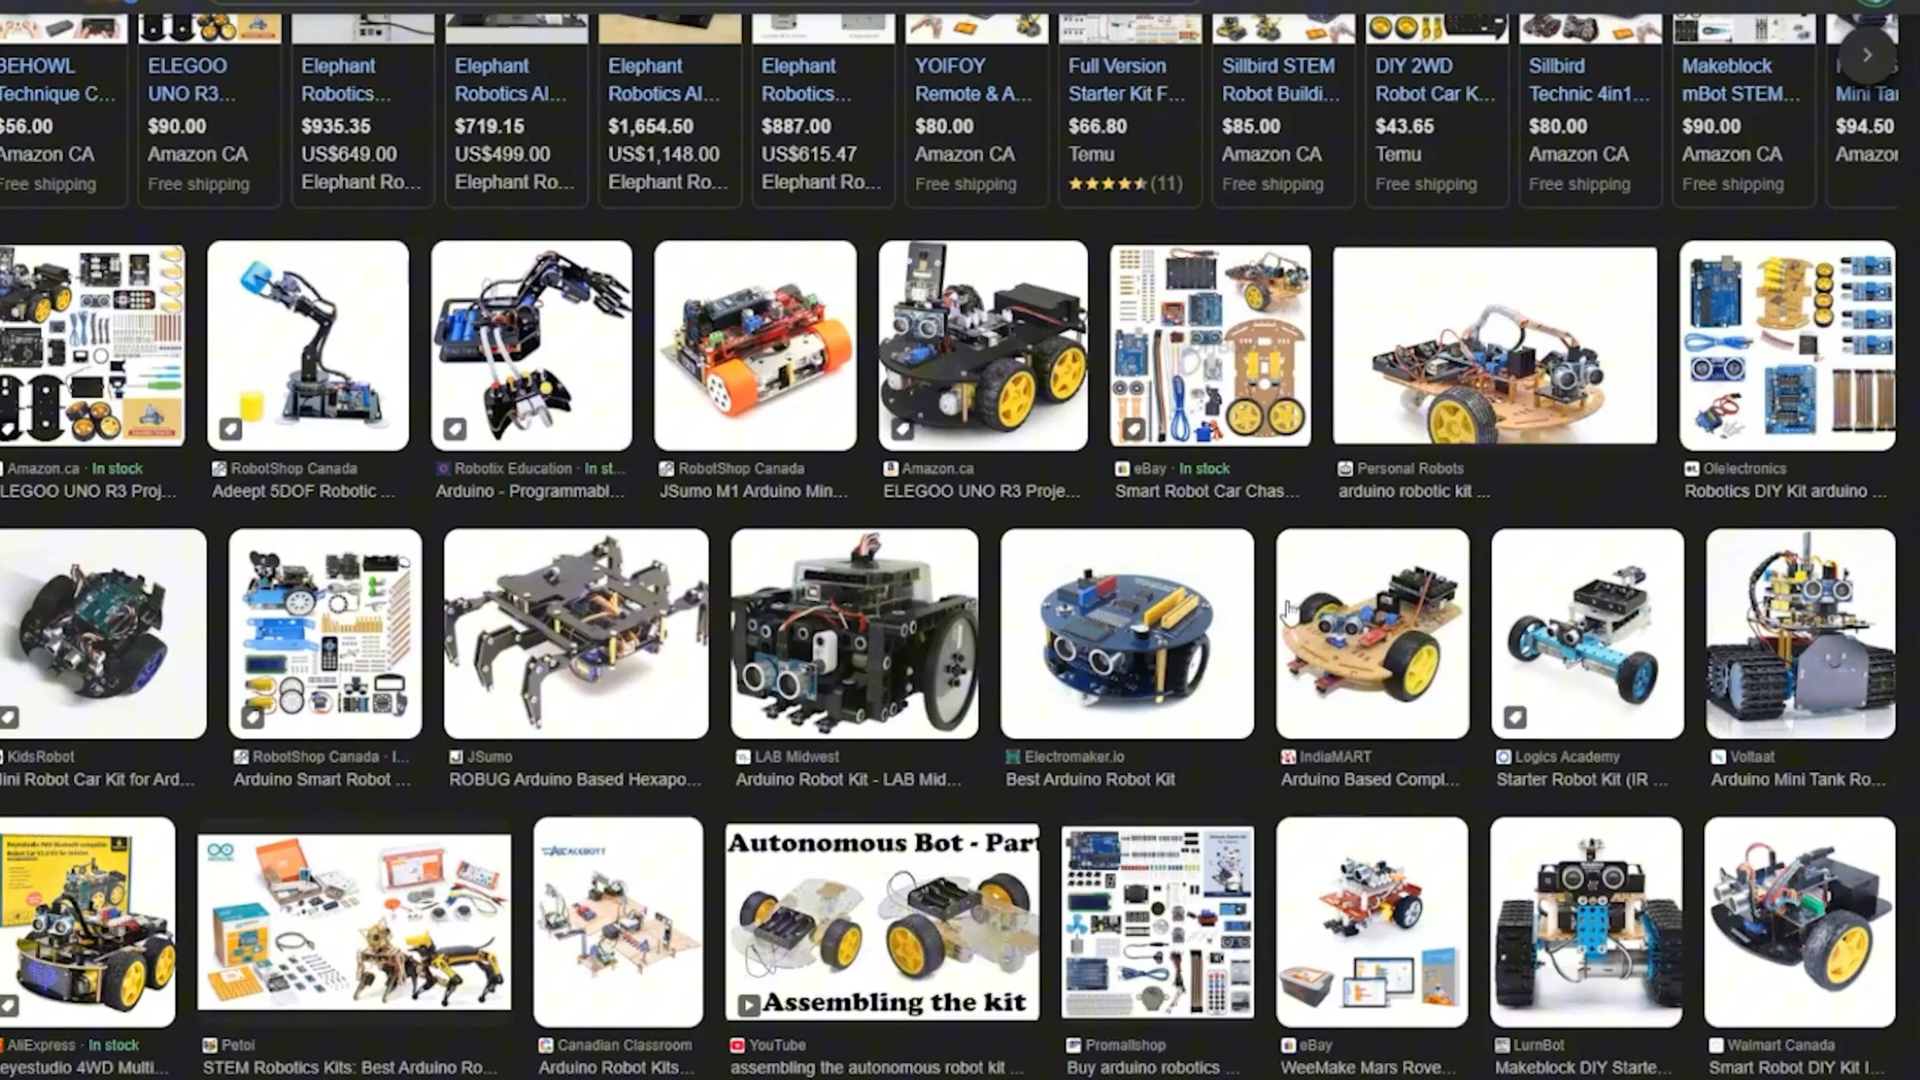 BEHOWL
Technique C...
$56.00
Amazon CA
Free shipping
ELEGOO
UNO R3...
$90.00
Amazon CA
Free shipping
Elephant
Robotics...
$935.35
US$649.00
Elephant Ro...
Elephant
Robotics AI...
$719.15
US$499.00
Elephant Ro...
Elephant
Robotics AI...
$1,654.50
US$1,148.00
Elephant Ro...
Elephant
Robotics...
$887.00
US$615.47
Elephant Ro...
YOIFOY
Remote & A...
$80.00
Amazon CA
Free shipping
Full Version
Starter Kit F...
$66.80
Temu
(11)
Sillbird STEM
Robot Buildi...
$85.00
Amazon CA
Free shipping
DIY 2WD
Robot Car K...
$43.65
Temu
Free shipping
Sillbird
Technic 4in1...
$80.00
Amazon CA
Free shipping
Makeblock
mBot STEM...
$90.00
Amazon CA
Free shipping
Mini Tan
$94.50
Amazon
Amazon.ca · In stock
LEGOO UNO R3 Proj...
RobotShop Canada
Adeept 5DOF Robotic ...
Robotix Education · In st...
Arduino - Programmabl...
RobotShop Canada
JSumo M1 Arduino Min...
Amazon.ca
ELEGOO UNO R3 Proje...
eBay · In stock
Smart Robot Car Chas...
Personal Robots
arduino robotic kit ...
Olelectronics
Robotics DIY Kit arduino ...
KidsRobot
ini Robot Car Kit for Ard...
RobotShop Canada · I...
Arduino Smart Robot ...
JSumo
ROBUG Arduino Based Hexapo...
LAB Midwest
Arduino Robot Kit - LAB Mid...
Electromaker.io
Best Arduino Robot Kit
IndiaMART
Arduino Based Compl...
Logics Academy
Starter Robot Kit (IR ...
Voltaat
Arduino Mini Tank Ro...
ACEBOTT
Autonomous Bot - Part
Assembling the kit
AliExpress · In stock
eyestudio 4WD Multi...
Petoi
STEM Robotics Kits: Best Arduino Ro...
Canadian Classroom
Arduino Robot Kits...
YouTube
assembling the autonomous robot kit ...
Promallshop
Buy arduino robotics ...
eBay
WeeMake Mars Rove...
LurnBot
Makeblock DIY Starte...
Walmart Canada
Smart Robot DIY Kit I...